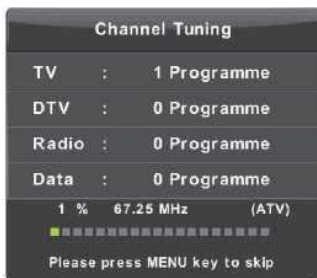 Channel Tuning
TV : 1 Programme
DTV : 0 Programme
Radio : 0 Programme
Data : 0 Programme
1 % 67.25 MHz (ATV)
Please press MENU key to skip